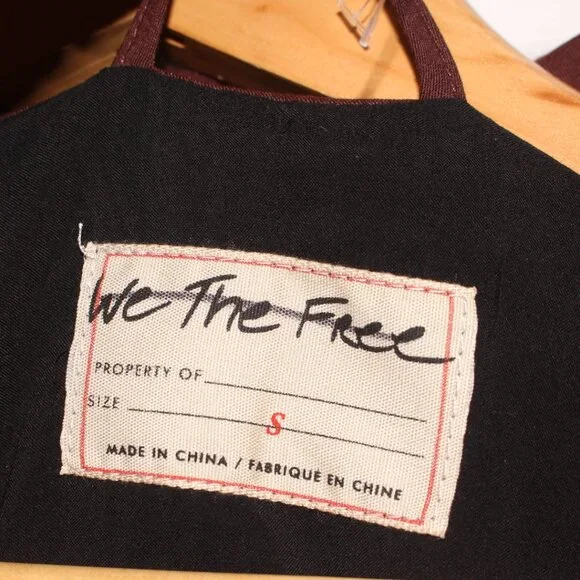 We The Free
PROPERTY OF
SIZE S
MADE IN CHINA / FABRIQUÉ EN CHINE